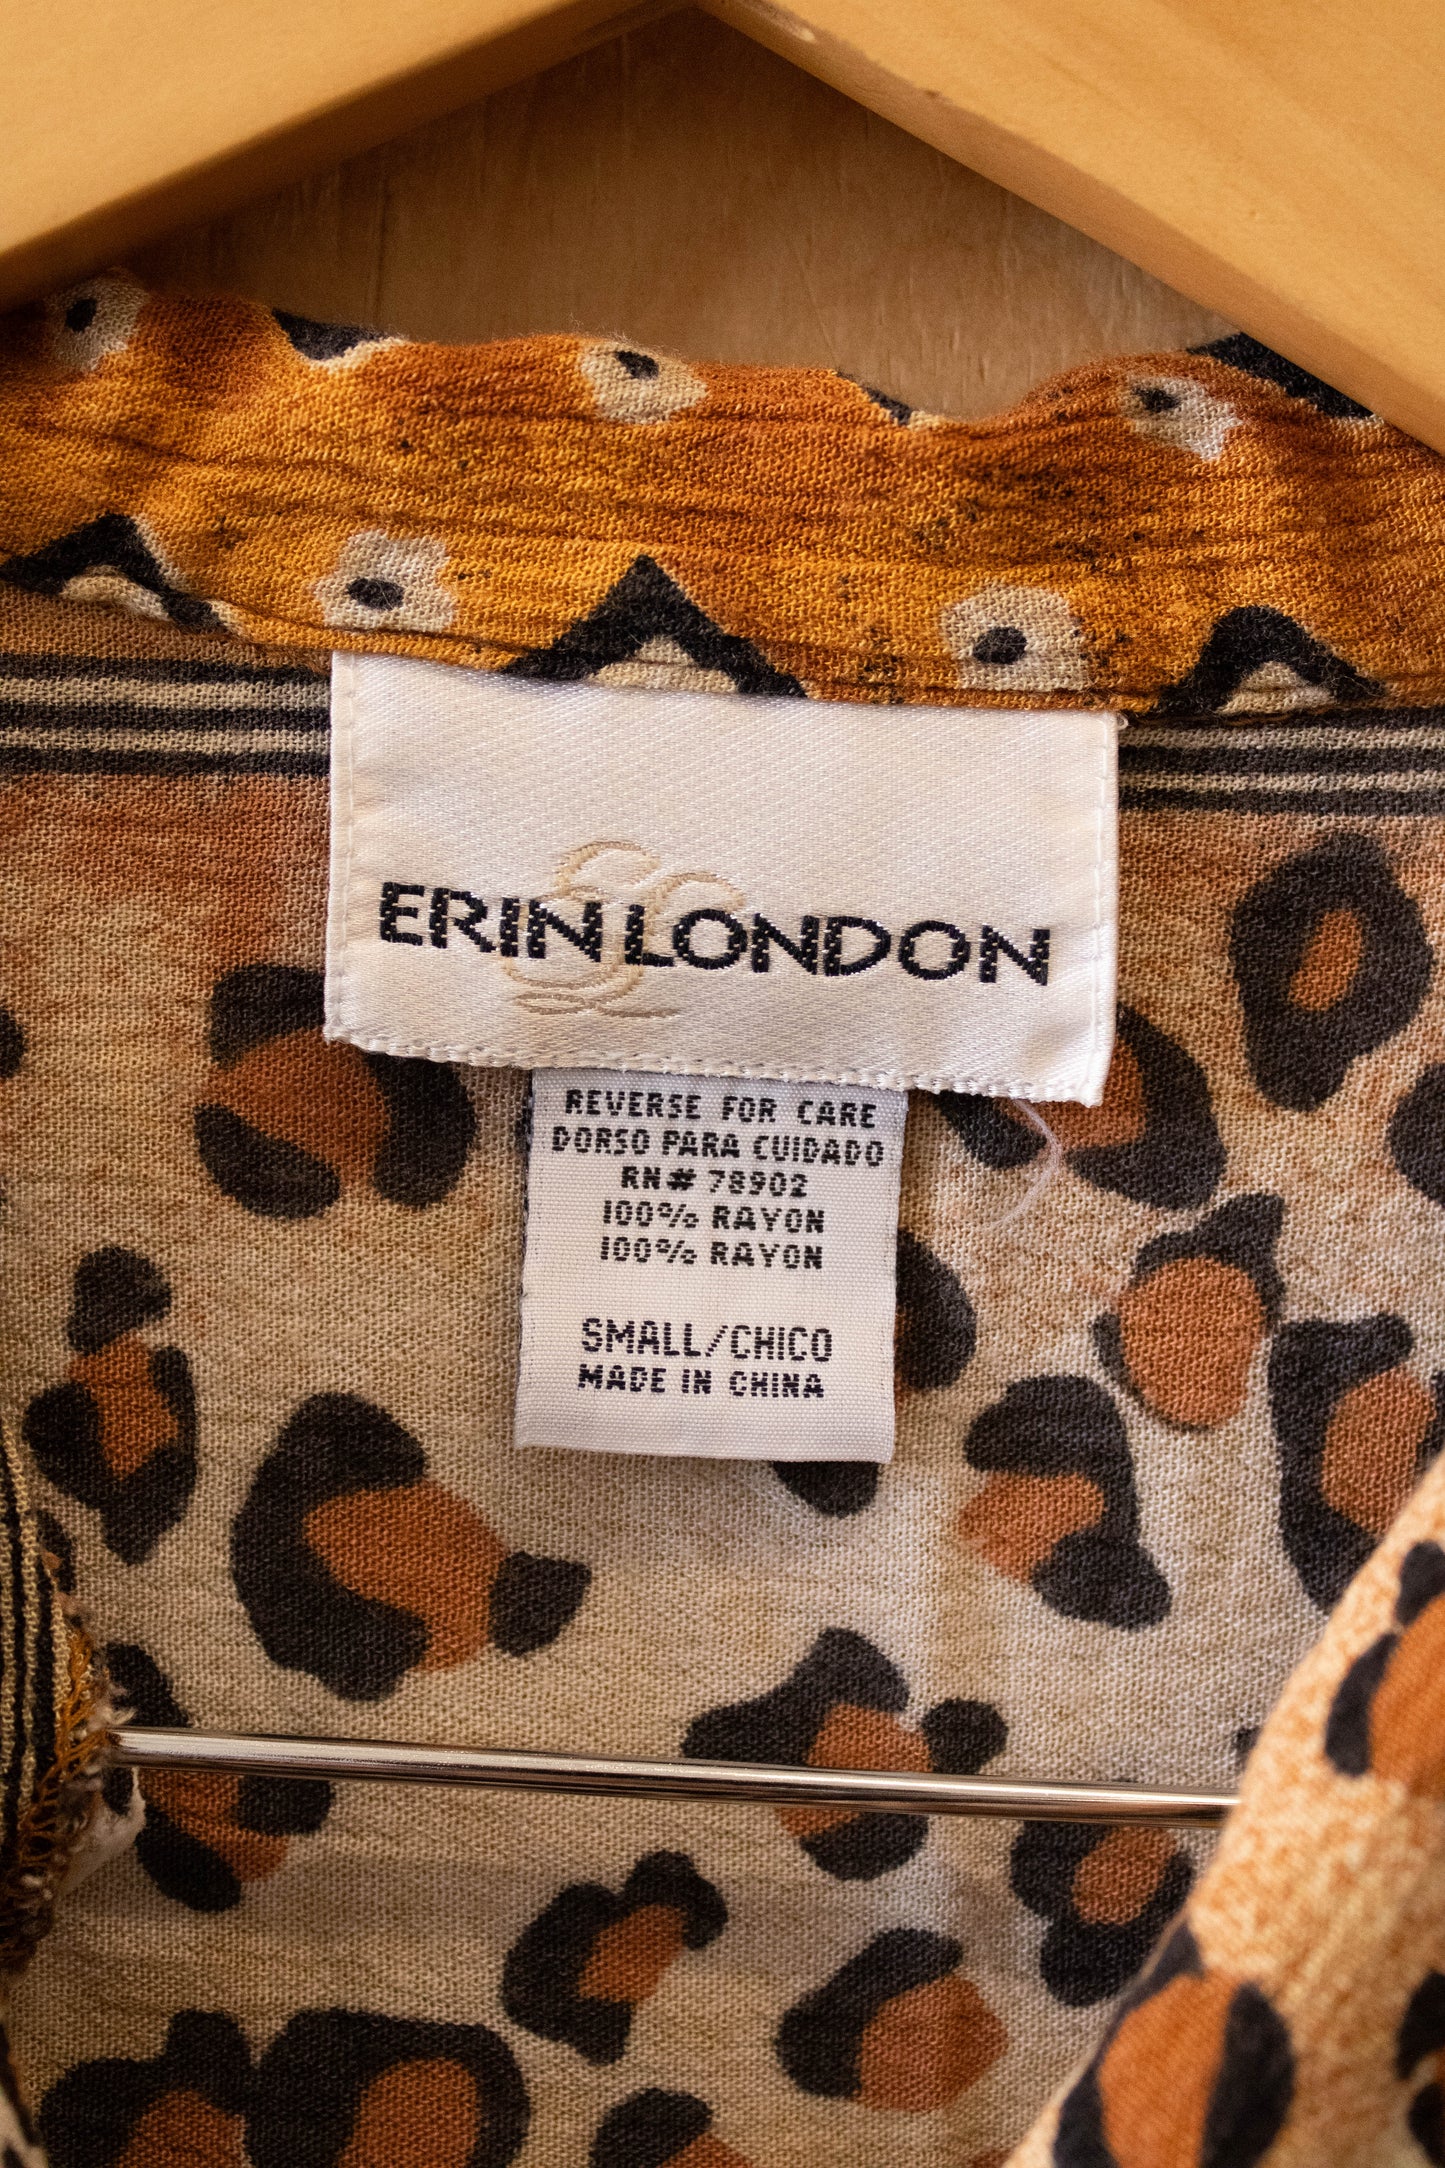 ERIN LONDON
REVERSE FOR CARE
DORSO PARA CUIDADO
RN# 78902
100% RAYON
100% RAYON
SMALL/CHICO
MADE IN CHINA